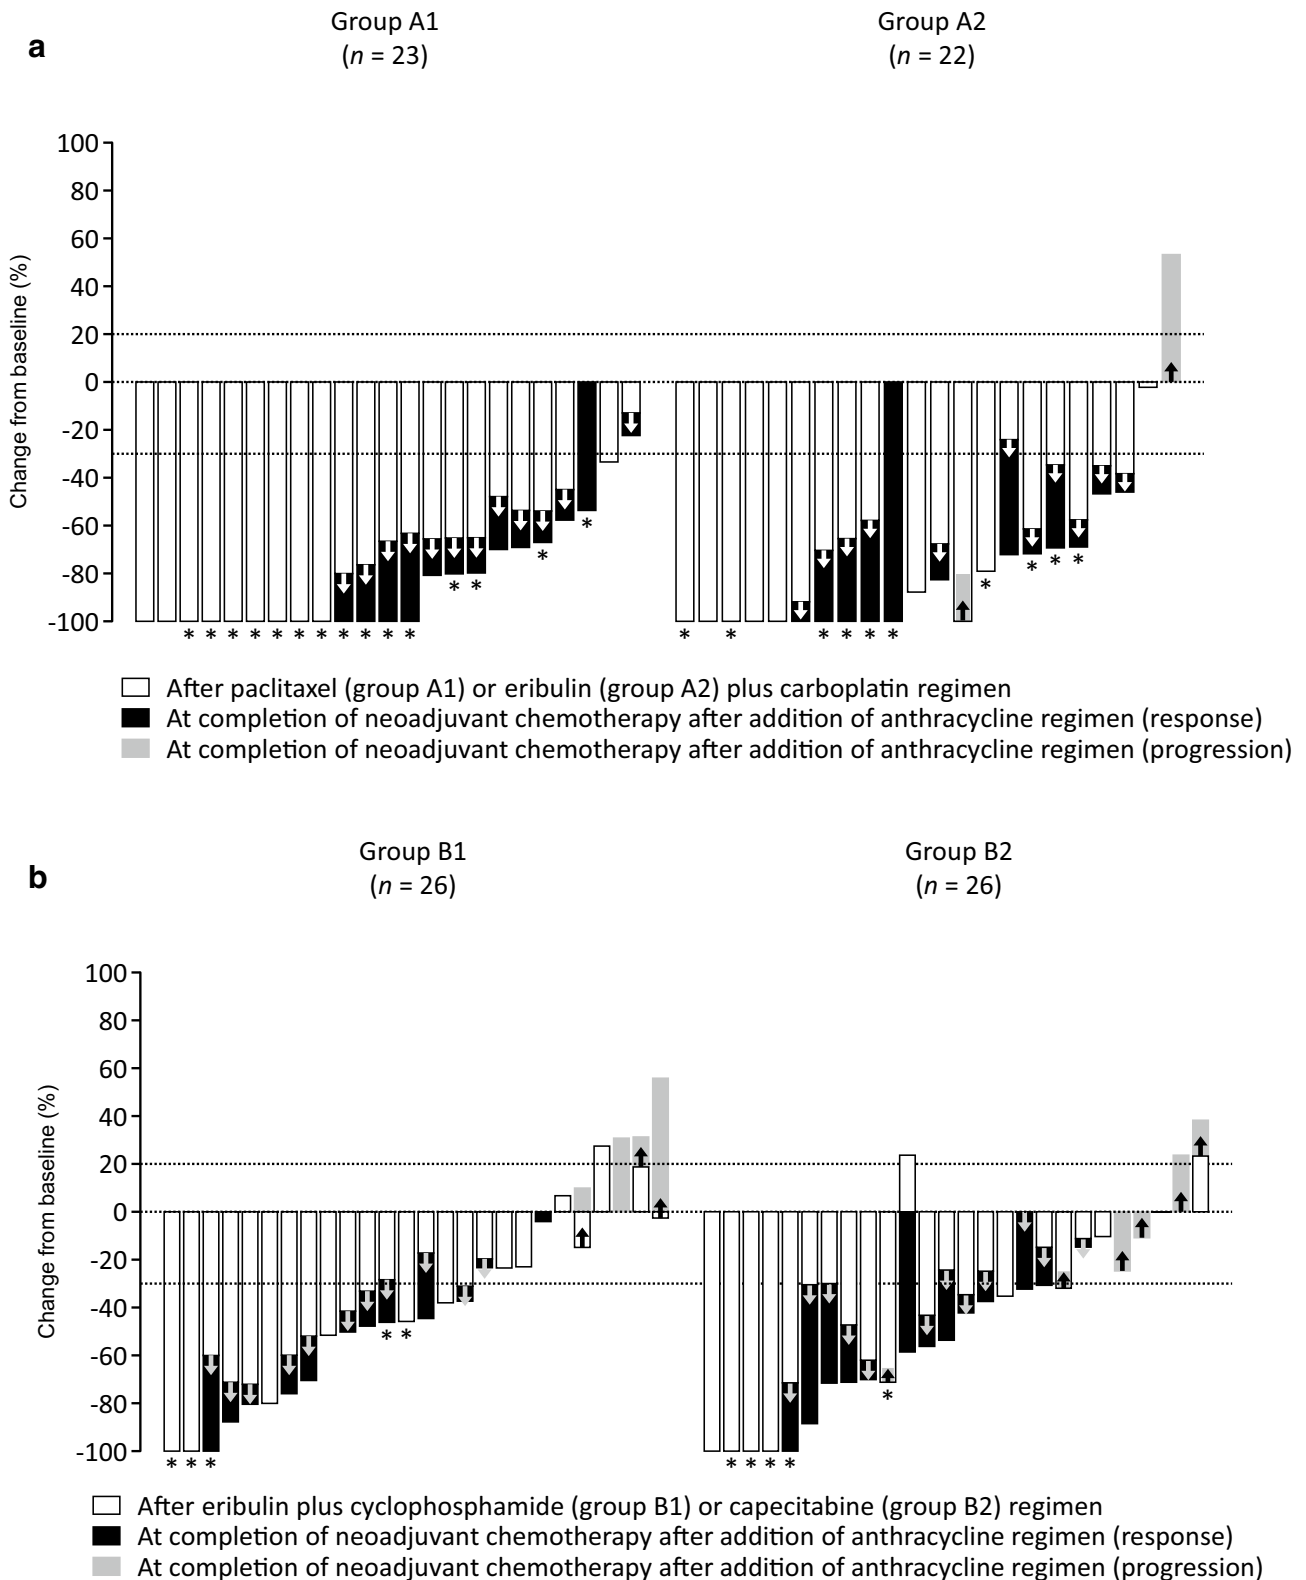 a
Group A1
(n = 23)
Group A2
(n = 22)
Change from baseline (%)
100
80
60
40
20
0
-20
-40
-60
-80
-100
* * * * * * * * * * * * * * * *
* * * * * * * * * *
After paclitaxel (group A1) or eribulin (group A2) plus carboplatin regimen
At completion of neoadjuvant chemotherapy after addition of anthracycline regimen (response)
At completion of neoadjuvant chemotherapy after addition of anthracycline regimen (progression)
b
Group B1
(n = 26)
Group B2
(n = 26)
Change from baseline (%)
100
80
60
40
20
0
-20
-40
-60
-80
-100
* * * * *
* * * * *
After eribulin plus cyclophosphamide (group B1) or capecitabine (group B2) regimen
At completion of neoadjuvant chemotherapy after addition of anthracycline regimen (response)
At completion of neoadjuvant chemotherapy after addition of anthracycline regimen (progression)